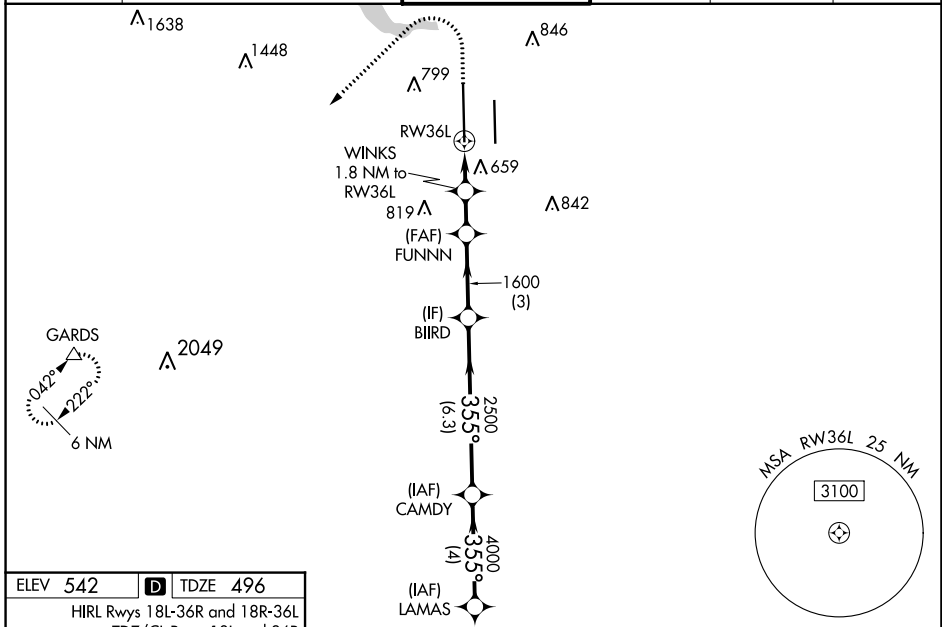 1638
1448
846
799
RW36L
WINKS
1.8 NM to
RW36L
659
819
842
(FAF)
FUNNN
1600
(3)
(IF)
BIIRD
GARDS
2049
042°
222°
6 NM
2500
355°
(6.3)
MSA RW36L 25 NM
3100
(IAF)
CAMDY
4000
355°
(4)
(IAF)
LAMAS
ELEV 542 D TDZE 496
HIRL Rwys 18L-36R and 18R-36L